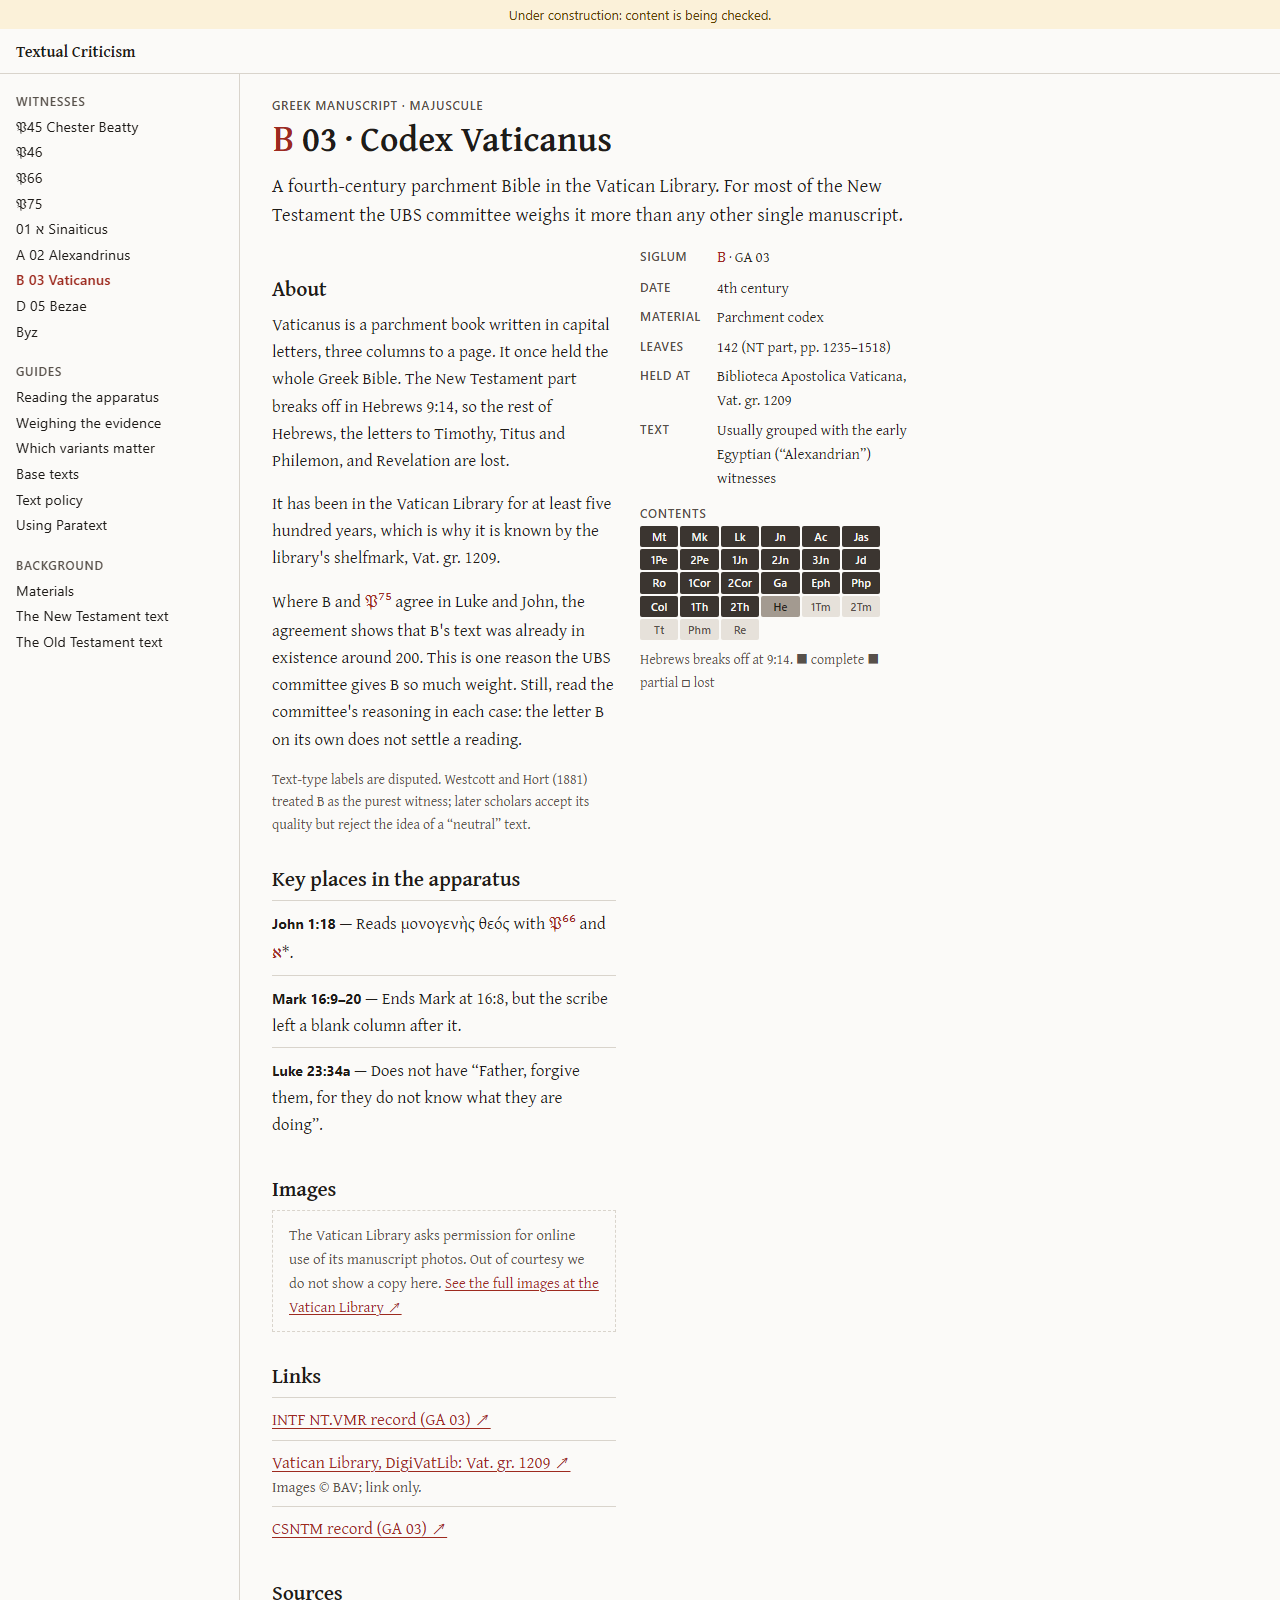 Under construction: content is being checked.
Textual Criticism
WITNESSES
𝔓45 Chester Beatty
𝔓46
𝔓66
𝔓75
01 א Sinaiticus
A 02 Alexandrinus
B 03 Vaticanus
D 05 Bezae
Byz
GUIDES
Reading the apparatus
Weighing the evidence
Which variants matter
Base texts
Text policy
Using Paratext
BACKGROUND
Materials
The New Testament text
The Old Testament text
GREEK MANUSCRIPT · MAJUSCULE
B 03 · Codex Vaticanus
A fourth-century parchment Bible in the Vatican Library. For most of the New
Testament the UBS committee weighs it more than any other single manuscript.
About
Vaticanus is a parchment book written in capital
letters, three columns to a page. It once held the
whole Greek Bible. The New Testament part
breaks off in Hebrews 9:14, so the rest of
Hebrews, the letters to Timothy, Titus and
Philemon, and Revelation are lost.
It has been in the Vatican Library for at least five
hundred years, which is why it is known by the
library's shelfmark, Vat. gr. 1209.
Where B and 𝔓⁷⁵ agree in Luke and John, the
agreement shows that B's text was already in
existence around 200. This is one reason the UBS
committee gives B so much weight. Still, read the
committee's reasoning in each case: the letter B
on its own does not settle a reading.
Text-type labels are disputed. Westcott and Hort (1881)
treated B as the purest witness; later scholars accept its
quality but reject the idea of a “neutral” text.
Key places in the apparatus
John 1:18 — Reads μονογενὴς θεός with 𝔓⁶⁶ and
א*.
Mark 16:9–20 — Ends Mark at 16:8, but the scribe
left a blank column after it.
Luke 23:34a — Does not have “Father, forgive
them, for they do not know what they are
doing”.
Images
The Vatican Library asks permission for online
use of its manuscript photos. Out of courtesy we
do not show a copy here. See the full images at the
Vatican Library ↗
Links
INTF NT.VMR record (GA 03) ↗
Vatican Library, DigiVatLib: Vat. gr. 1209 ↗
Images © BAV; link only.
CSNTM record (GA 03) ↗
Sources
SIGLUM B · GA 03
DATE 4th century
MATERIAL Parchment codex
LEAVES 142 (NT part, pp. 1235–1518)
HELD AT Biblioteca Apostolica Vaticana,
Vat. gr. 1209
TEXT Usually grouped with the early
Egyptian (“Alexandrian”)
witnesses
CONTENTS
Mt Mk Lk Jn Ac Jas
1Pe 2Pe 1Jn 2Jn 3Jn Jd
Ro 1Cor 2Cor Ga Eph Php
Col 1Th 2Th He 1Tm 2Tm
Tt Phm Re
Hebrews breaks off at 9:14. ■ complete ■
partial □ lost